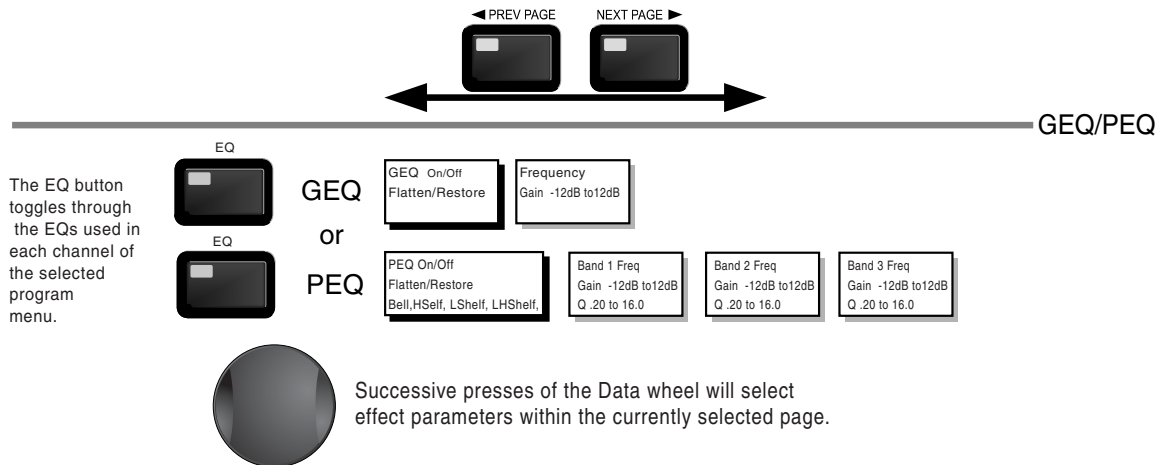 ◄ PREV PAGE NEXT PAGE ►
GEQ/PEQ
EQ
The EQ button
toggles through
the EQs used in
each channel of
the selected
program
menu.
GEQ
GEQ On/Off
Flatten/Restore
Frequency
Gain -12dB to12dB
or
EQ
PEQ
PEQ On/Off
Flatten/Restore
Bell,HSelf, LShelf, LHShelf,
Band 1 Freq
Gain -12dB to12dB
Q .20 to 16.0
Band 2 Freq
Gain -12dB to12dB
Q .20 to 16.0
Band 3 Freq
Gain -12dB to12dB
Q .20 to 16.0
Successive presses of the Data wheel will select
effect parameters within the currently selected page.